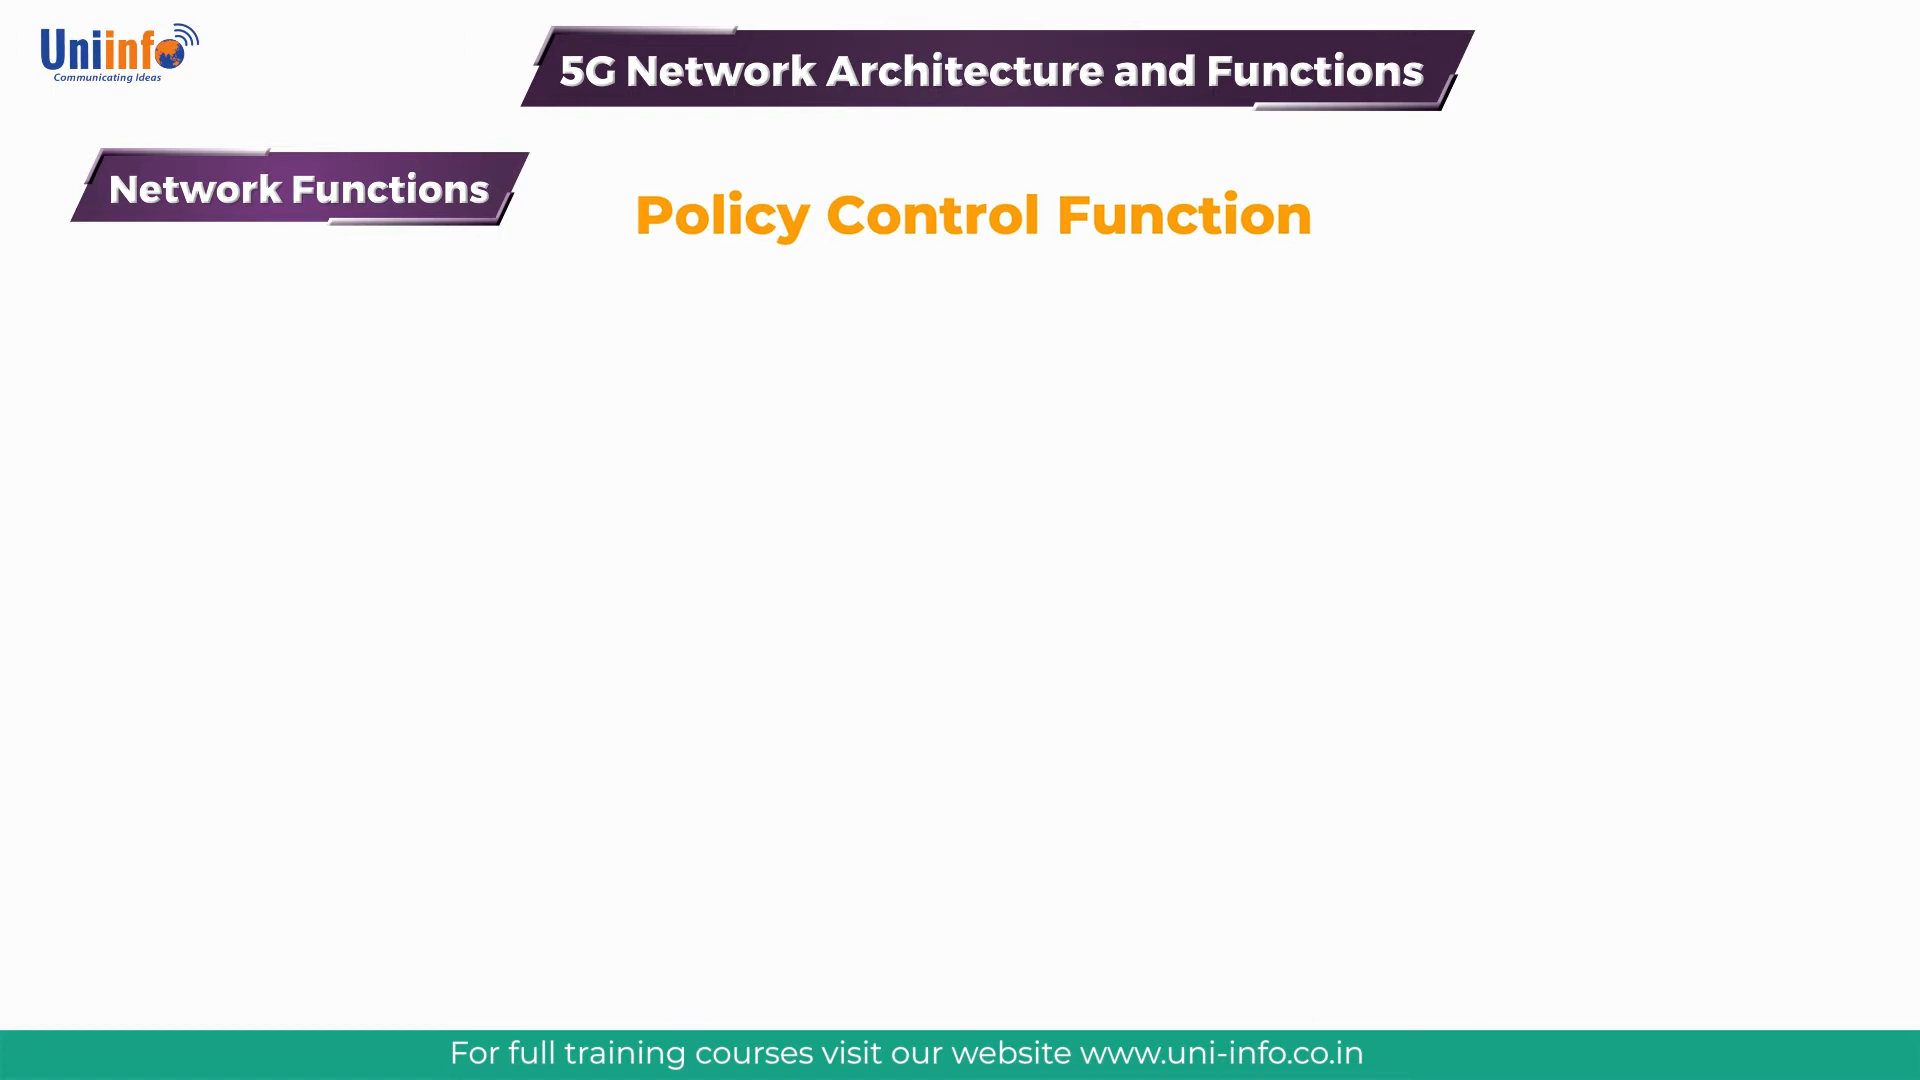 Uniinfo
Communicating Ideas
5G Network Architecture and Functions
Network Functions
Policy Control Function
For full training courses visit our website www.uni-info.co.in